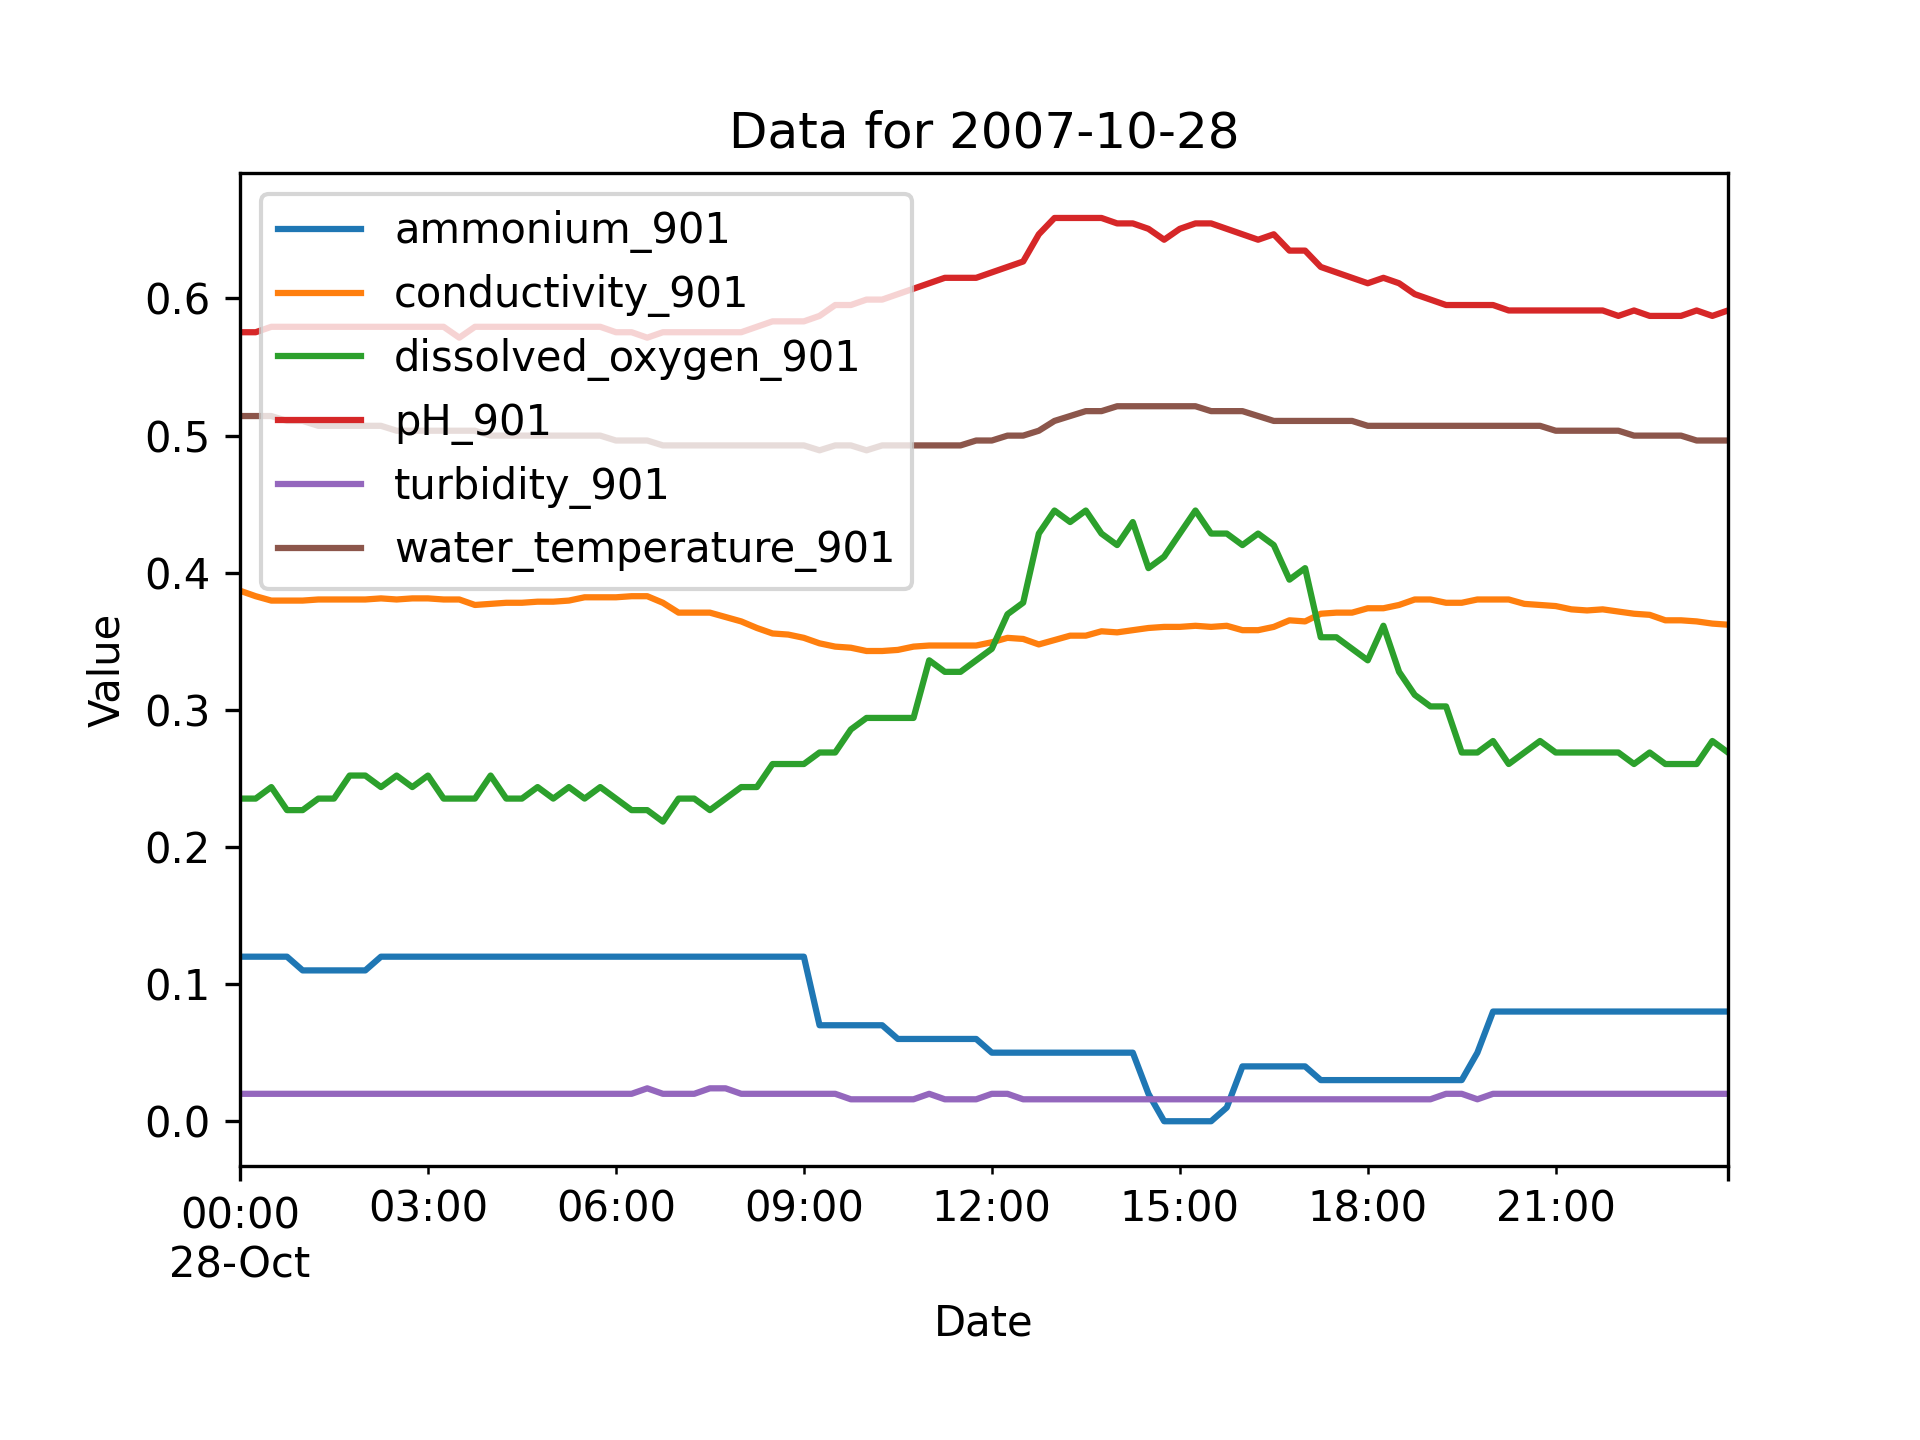 Data for 2007-10-28
ammonium_901
conductivity_901
dissolved_oxygen_901
pH_901
turbidity_901
water_temperature_901
0.6
0.5
0.4
0.3
0.2
0.1
0.0
Value
00:00 03:00 06:00 09:00 12:00 15:00 18:00 21:00
28-Oct
Date